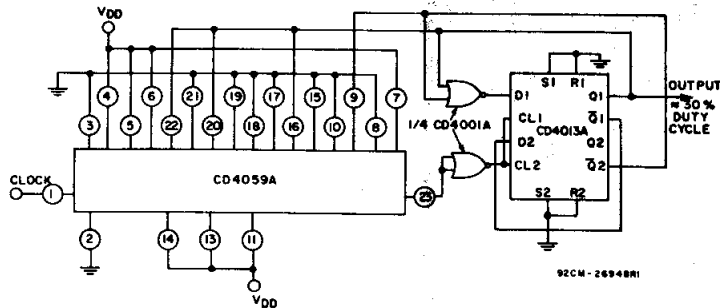 VDD
4 6 21 19 17 15 9 7
3 5 22 20 18 16 10 8
CLOCK 1
CD4059A
23
2 14 13 11
VDD
1/4 CD4001A
S1 R1
D1 Q1
CL1 Q̅1
CD4013A
D2 Q2
CL2 Q̅2
S2 R2
OUTPUT
≈ 50%
DUTY
CYCLE
92CM-26948R1